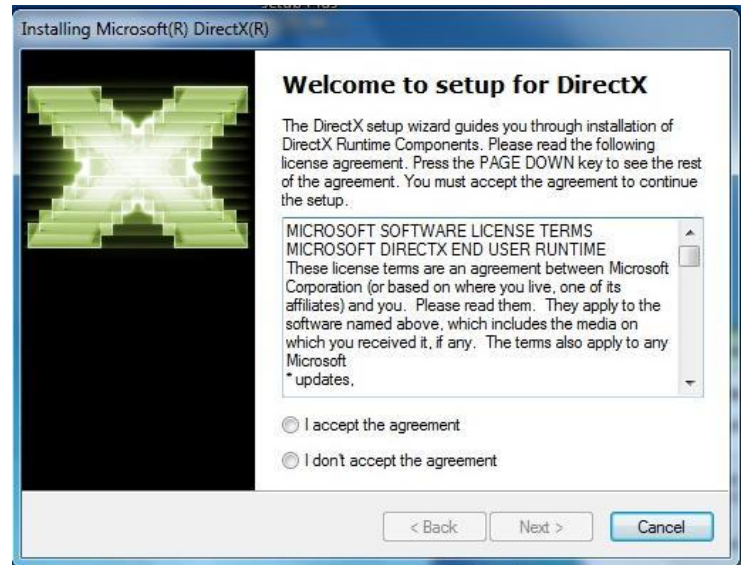 Installing Microsoft(R) DirectX(R)
Welcome to setup for DirectX
The DirectX setup wizard guides you through installation of
DirectX Runtime Components. Please read the following
license agreement. Press the PAGE DOWN key to see the rest
of the agreement. You must accept the agreement to continue
the setup.
MICROSOFT SOFTWARE LICENSE TERMS
MICROSOFT DIRECTX END USER RUNTIME
These license terms are an agreement between Microsoft
Corporation (or based on where you live, one of its
affiliates) and you. Please read them. They apply to the
software named above, which includes the media on
which you received it, if any. The terms also apply to any
Microsoft
* updates,
I accept the agreement
I don't accept the agreement
< Back
Next >
Cancel